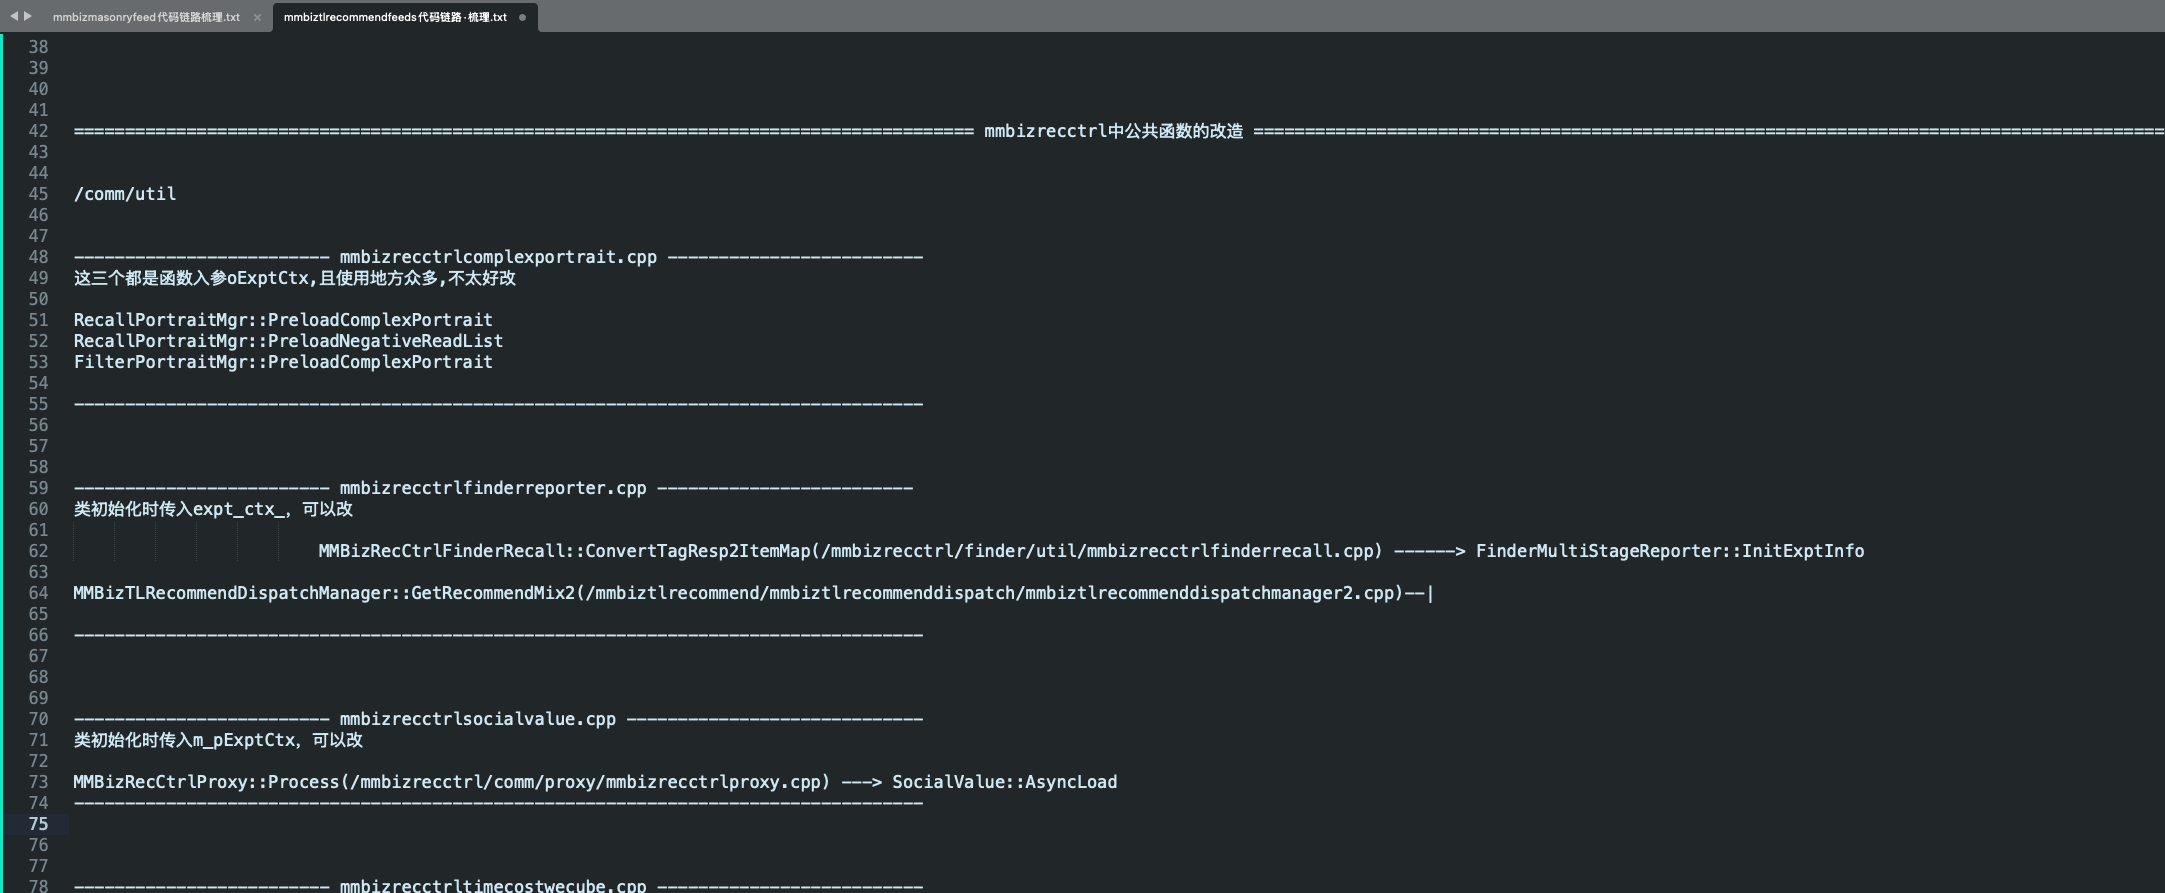 mmbizmasonryfeed代码链路梳理.txt × mmbiztlrecommendfeeds代码链路·梳理.txt
38
39
40
41
42 ======================================================================================== mmbizrecctrl中公共函数的改造 =========================================================================================
43
44
45 /comm/util
46
47
48 ------------------------- mmbizrecctrlcomplexportrait.cpp -------------------------
49 这三个都是函数入参oExptCtx,且使用地方众多,不太好改
50
51 RecallPortraitMgr::PreloadComplexPortrait
52 RecallPortraitMgr::PreloadNegativeReadList
53 FilterPortraitMgr::PreloadComplexPortrait
54
55 -----------------------------------------------------------------------------------
56
57
58
59 ------------------------- mmbizrecctrlfinderreporter.cpp -------------------------
60 类初始化时传入expt_ctx_，可以改
61
62 MMBizRecCtrlFinderRecall::ConvertTagResp2ItemMap(/mmbizrecctrl/finder/util/mmbizrecctrlfinderrecall.cpp) ------> FinderMultiStageReporter::InitExptInfo
63
64 MMBizTLRecommendDispatchManager::GetRecommendMix2(/mmbiztlrecommend/mmbiztlrecommenddispatch/mmbiztlrecommenddispatchmanager2.cpp)--|
65
66 -----------------------------------------------------------------------------------
67
68
69
70 ------------------------- mmbizrecctrlsocialvalue.cpp -----------------------------
71 类初始化时传入m_pExptCtx，可以改
72
73 MMBizRecCtrlProxy::Process(/mmbizrecctrl/comm/proxy/mmbizrecctrlproxy.cpp) ---> SocialValue::AsyncLoad
74 -----------------------------------------------------------------------------------
75
76
77
78 ------------------------- mmbizrecctrltimecostwecube.cpp --------------------------